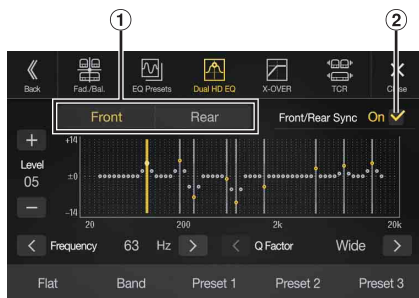 1 2
Back Fad./Bal. EQ Presets Dual HD EQ X-OVER TCR Close
Front Rear Front/Rear Sync On
+ +14
Level ±0
05
− −14
20 200 2k 20k
Frequency 63 Hz Q Factor Wide
Flat Band Preset 1 Preset 2 Preset 3